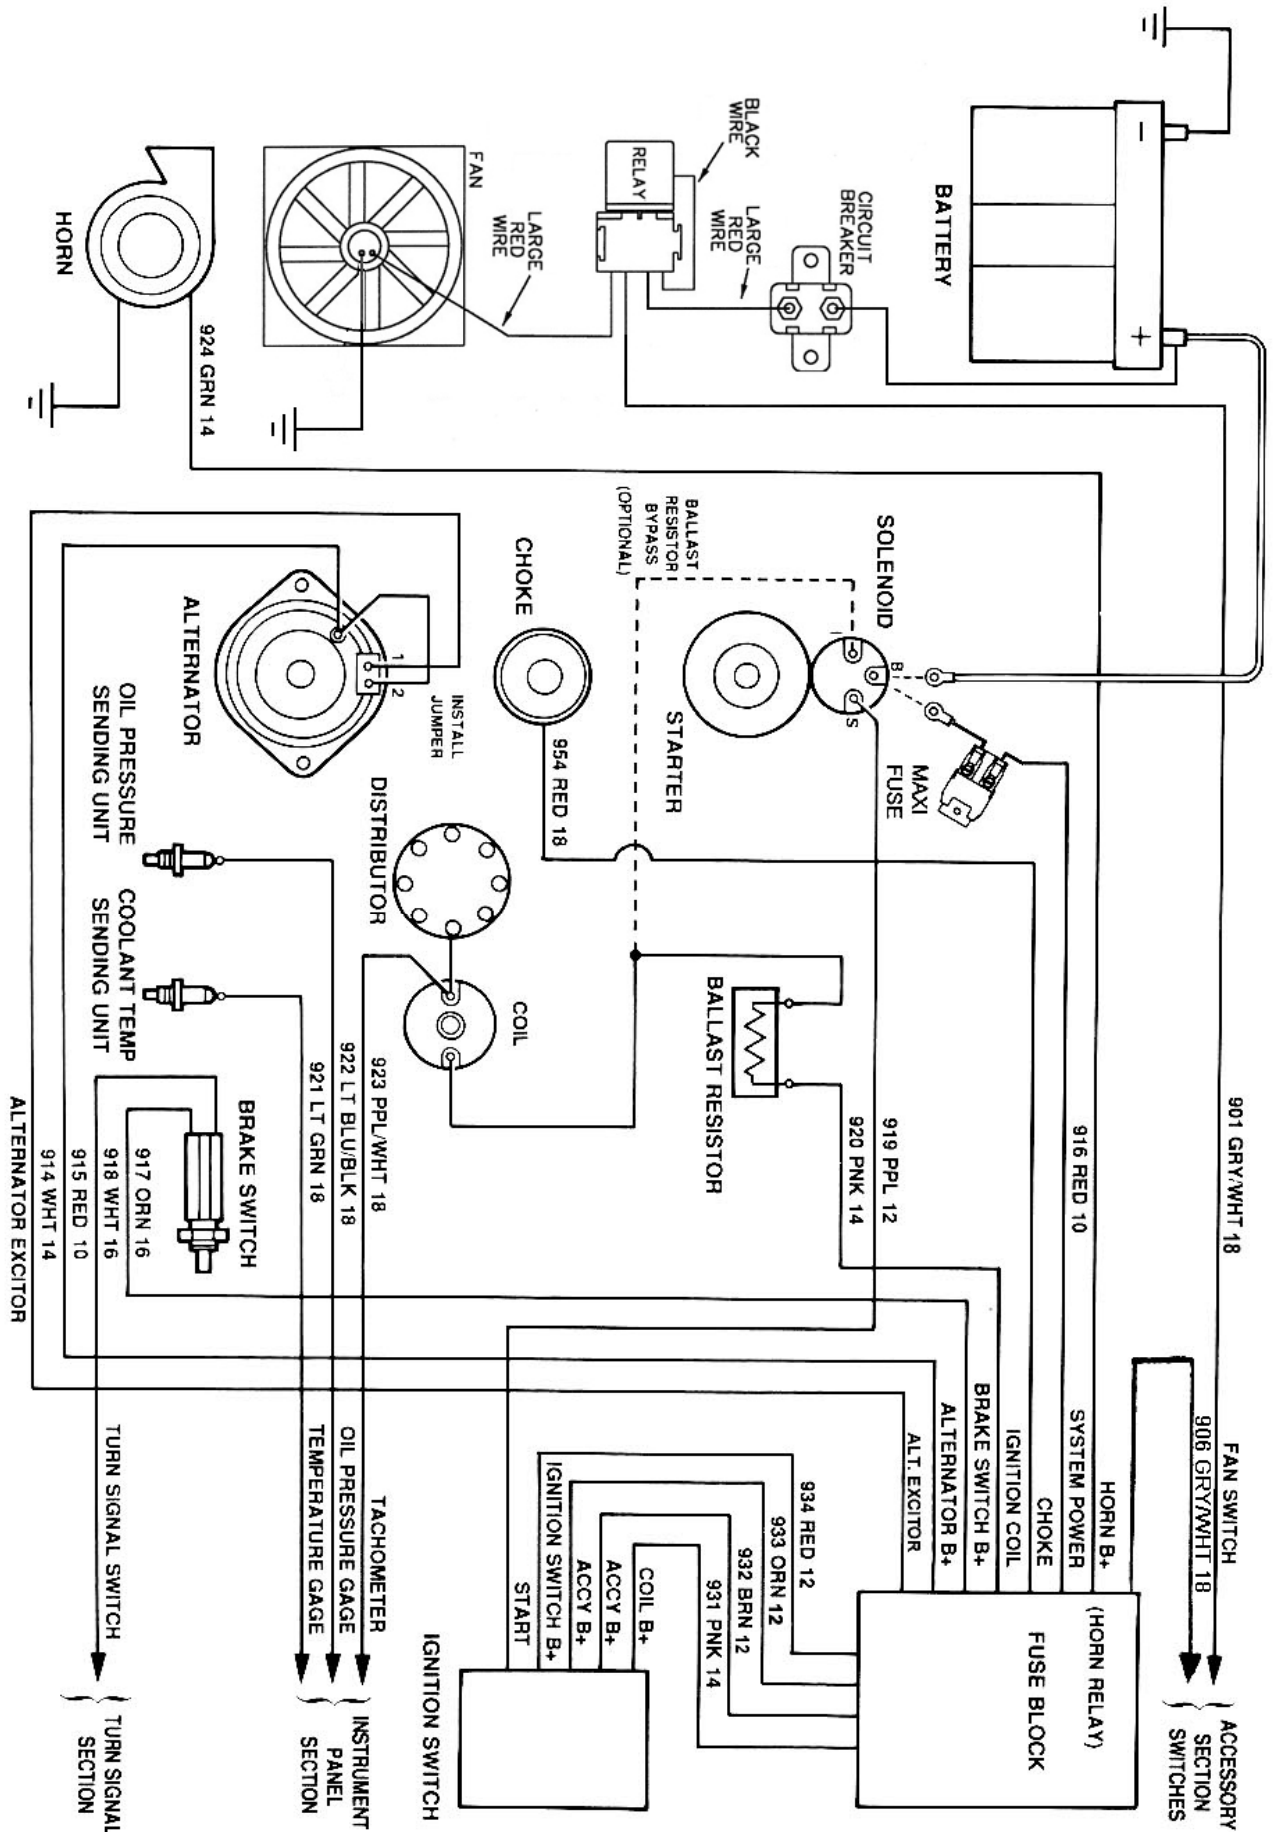 BATTERY
-
+
CIRCUIT
BREAKER
BLACK
WIRE
LARGE
RED
WIRE
RELAY
FAN
LARGE
RED
WIRE
HORN
924 GRN 14
SOLENOID
I
B
S
BALLAST
RESISTOR
BYPASS
(OPTIONAL)
STARTER
MAXI
FUSE
CHOKE
954 RED 18
ALTERNATOR
1
2
INSTALL
JUMPER
DISTRIBUTOR
COIL
BALLAST RESISTOR
OIL PRESSURE
SENDING UNIT
COOLANT TEMP
SENDING UNIT
BRAKE SWITCH
901 GRY/WHT 18
916 RED 10
919 PPL 12
920 PNK 14
923 PPL/WHT 18
922 LT BLU/BLK 18
921 LT GRN 18
917 ORN 16
918 WHT 16
915 RED 10
914 WHT 14
ALTERNATOR EXCITOR
FAN SWITCH
906 GRY/WHT 18
HORN B+
SYSTEM POWER
CHOKE
IGNITION COIL
BRAKE SWITCH B+
ALTERNATOR B+
ALT. EXCITOR
934 RED 12
933 ORN 12
932 BRN 12
931 PNK 14
COIL B+
ACCY B+
ACCY B+
IGNITION SWITCH B+
START
TACHOMETER
OIL PRESSURE GAGE
TEMPERATURE GAGE
TURN SIGNAL SWITCH
(HORN RELAY)
FUSE BLOCK
IGNITION SWITCH
ACCESSORY
SECTION
SWITCHES
INSTRUMENT
PANEL
SECTION
TURN SIGNAL
SECTION